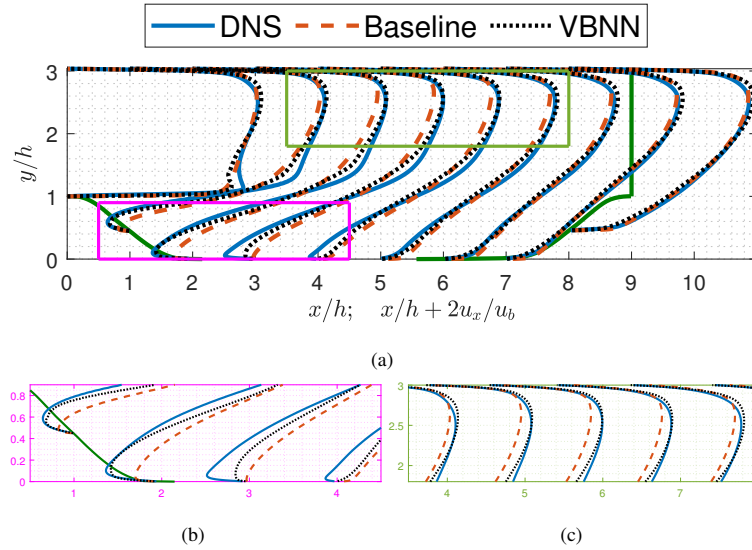 DNS Baseline VBNN
3
2
1
0
y/h
0 1 2 3 4 5 6 7 8 9 10
x/h; x/h + 2u_x/u_b
(a)
0.8
0.6
0.4
0.2
0
1 2 3 4
(b)
3
2.5
2
4 5 6 7
(c)